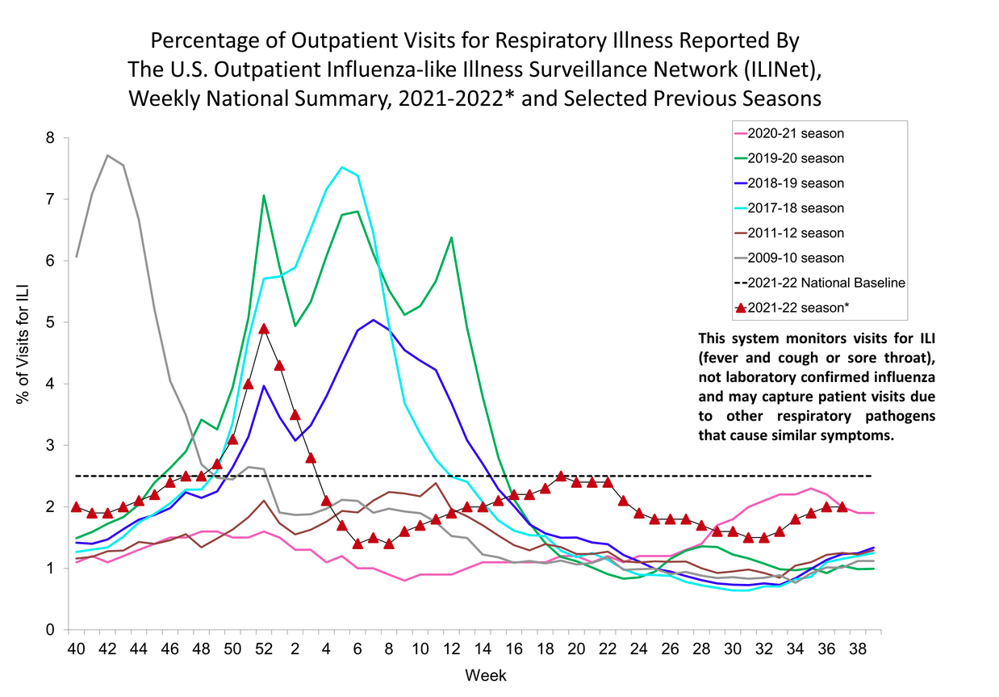 Percentage of Outpatient Visits for Respiratory Illness Reported By
The U.S. Outpatient Influenza-like Illness Surveillance Network (ILINet),
Weekly National Summary, 2021-2022* and Selected Previous Seasons
2020-21 season
2019-20 season
2018-19 season
2017-18 season
2011-12 season
2009-10 season
2021-22 National Baseline
2021-22 season*
This system monitors visits for ILI
(fever and cough or sore throat),
not laboratory confirmed influenza
and may capture patient visits due
to other respiratory pathogens
that cause similar symptoms.
% of Visits for ILI
8
7
6
5
4
3
2
1
0
40 42 44 46 48 50 52 2 4 6 8 10 12 14 16 18 20 22 24 26 28 30 32 34 36 38
Week